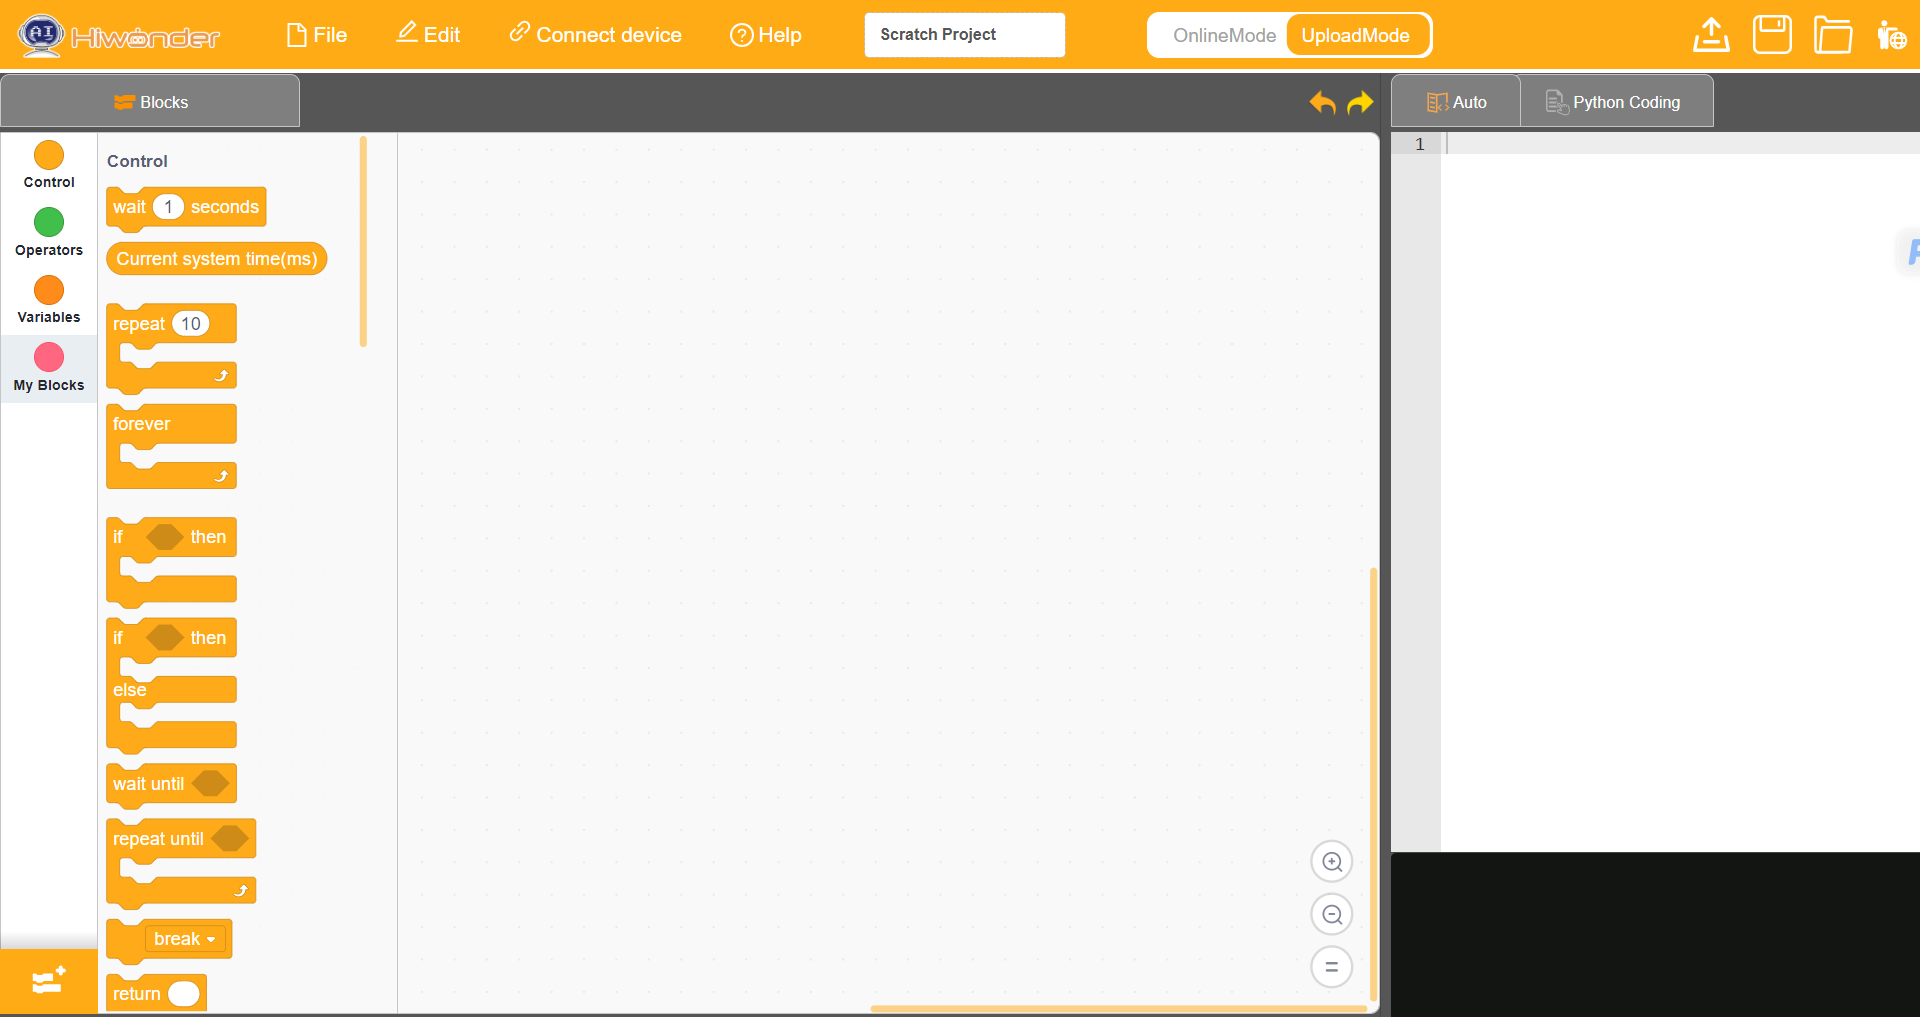 AI Hiwonder
File
Edit
Connect device
Help
Scratch Project
OnlineMode
UploadMode
Blocks
Auto
Python Coding
Control
Operators
Variables
My Blocks
Control
wait 1 seconds
Current system time(ms)
repeat 10
forever
if then
if then
else
wait until
repeat until
break
return
1